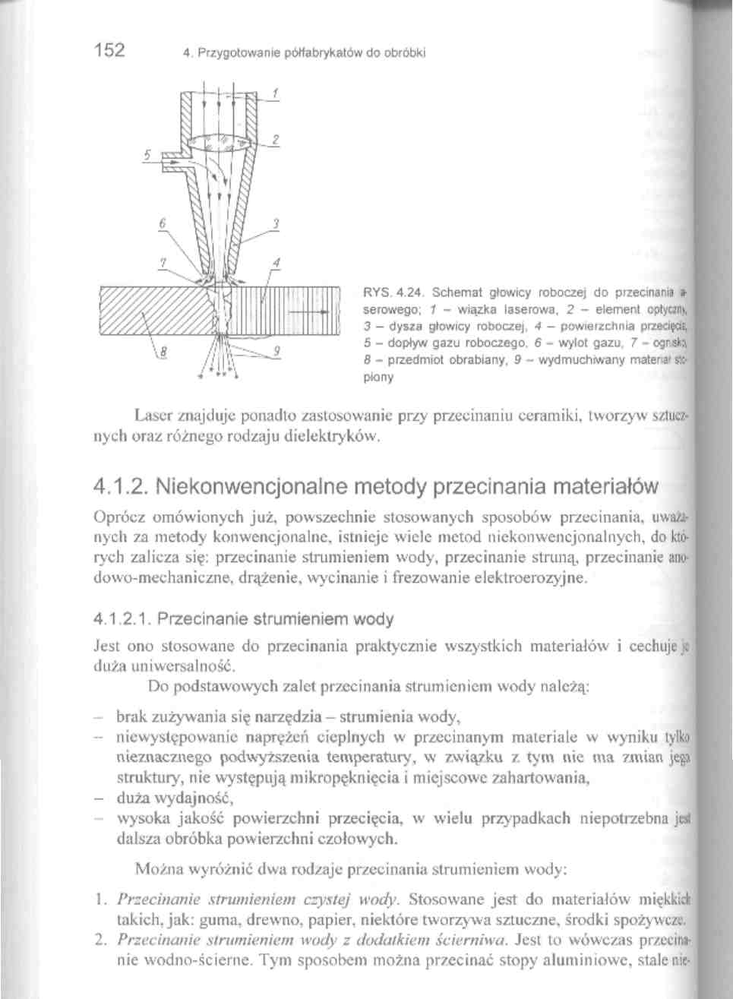 152 4. Przygotowanie półfabrykatów do obróbki
1
2
5
6
3
7
4
8
9
RYS. 4.24. Schemat głowicy roboczej do przecinania
serowego; 1 – wiązka laserowa, 2 – element optyczny,
3 – dysza głowicy roboczej, 4 – powierzchnia przecięcia,
5 – dopływ gazu roboczego, 6 – wylot gazu, 7 – ognisko,
8 – przedmiot obrabiany, 9 – wydmuchiwany materiał sto-
piony
Laser znajduje ponadto zastosowanie przy przecinaniu ceramiki, tworzyw sztucz-
nych oraz różnego rodzaju dielektryków.
4.1.2. Niekonwencjonalne metody przecinania materiałów
Oprócz omówionych już, powszechnie stosowanych sposobów przecinania, uważa-
nych za metody konwencjonalne, istnieje wiele metod niekonwencjonalnych, do któ-
rych zalicza się: przecinanie strumieniem wody, przecinanie struną, przecinanie ano-
dowo-mechaniczne, drążenie, wycinanie i frezowanie elektroerozyjne.
4.1.2.1. Przecinanie strumieniem wody
Jest ono stosowane do przecinania praktycznie wszystkich materiałów i cechuje je
duża uniwersalność.
Do podstawowych zalet przecinania strumieniem wody należą:
– brak zużywania się narzędzia – strumienia wody,
– niewystępowanie naprężeń cieplnych w przecinanym materiale w wyniku tylko
nieznacznego podwyższenia temperatury, w związku z tym nie ma zmian jego
struktury, nie występują mikropęknięcia i miejscowe zahartowania,
– duża wydajność,
– wysoka jakość powierzchni przecięcia, w wielu przypadkach niepotrzebna jest
dalsza obróbka powierzchni czołowych.
Można wyróżnić dwa rodzaje przecinania strumieniem wody:
1. Przecinanie strumieniem czystej wody. Stosowane jest do materiałów miękkich
takich, jak: guma, drewno, papier, niektóre tworzywa sztuczne, środki spożywcze.
2. Przecinanie strumieniem wody z dodatkiem ścierniwa. Jest to wówczas przecina-
nie wodno-ścierne. Tym sposobem można przecinać stopy aluminiowe, stale nie-